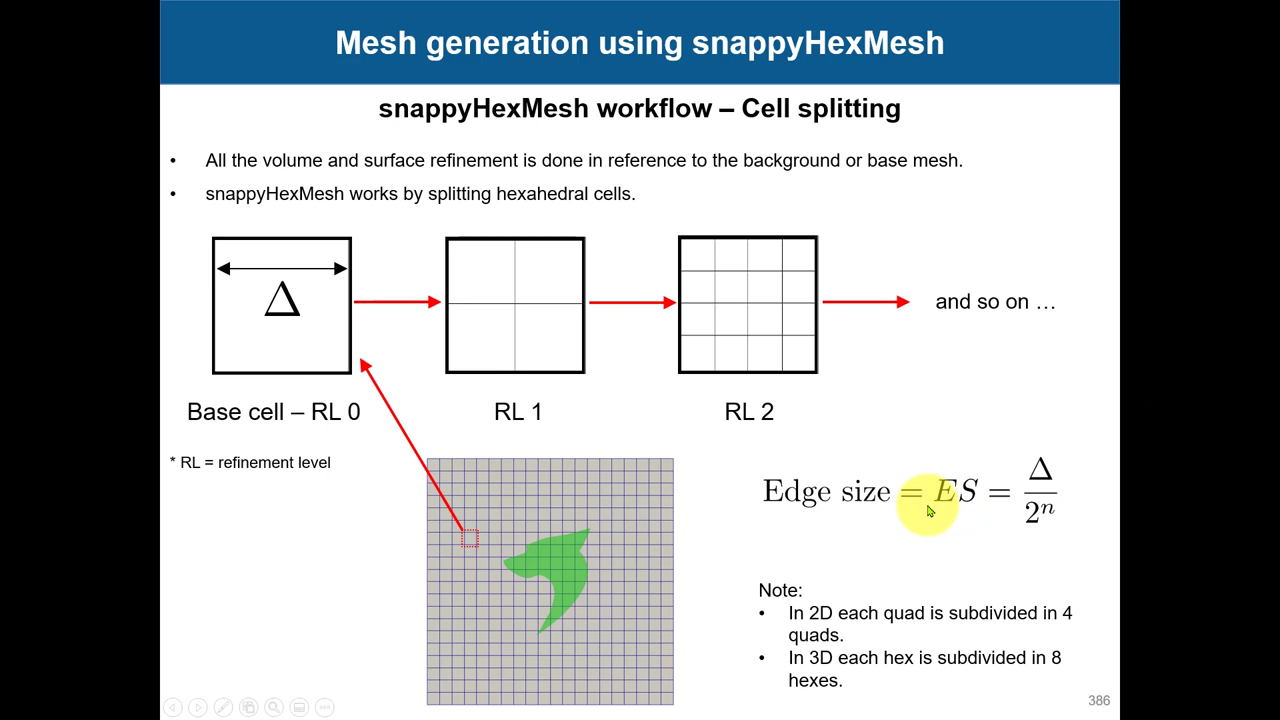 Mesh generation using snappyHexMesh
snappyHexMesh workflow – Cell splitting
• All the volume and surface refinement is done in reference to the background or base mesh.
• snappyHexMesh works by splitting hexahedral cells.
Δ
and so on …
Base cell – RL 0
RL 1
RL 2
* RL = refinement level
Edge size = ES = Δ / 2ⁿ
Note:
• In 2D each quad is subdivided in 4
quads.
• In 3D each hex is subdivided in 8
hexes.
386